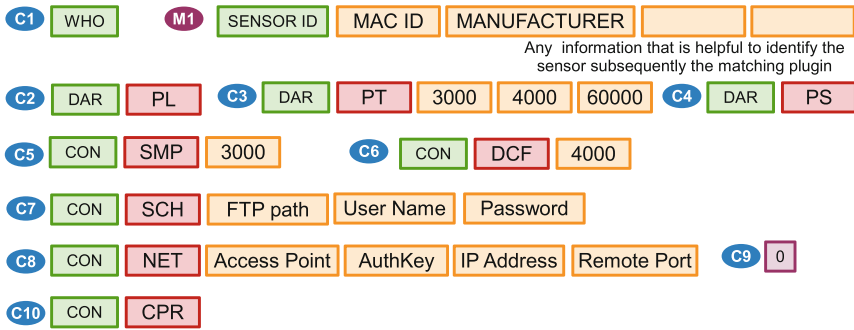 C1 WHO M1 SENSOR ID MAC ID MANUFACTURER
Any information that is helpful to identify the
sensor subsequently the matching plugin
C2 DAR PL C3 DAR PT 3000 4000 60000 C4 DAR PS
C5 CON SMP 3000 C6 CON DCF 4000
C7 CON SCH FTP path User Name Password
C8 CON NET Access Point AuthKey IP Address Remote Port C9 0
C10 CON CPR